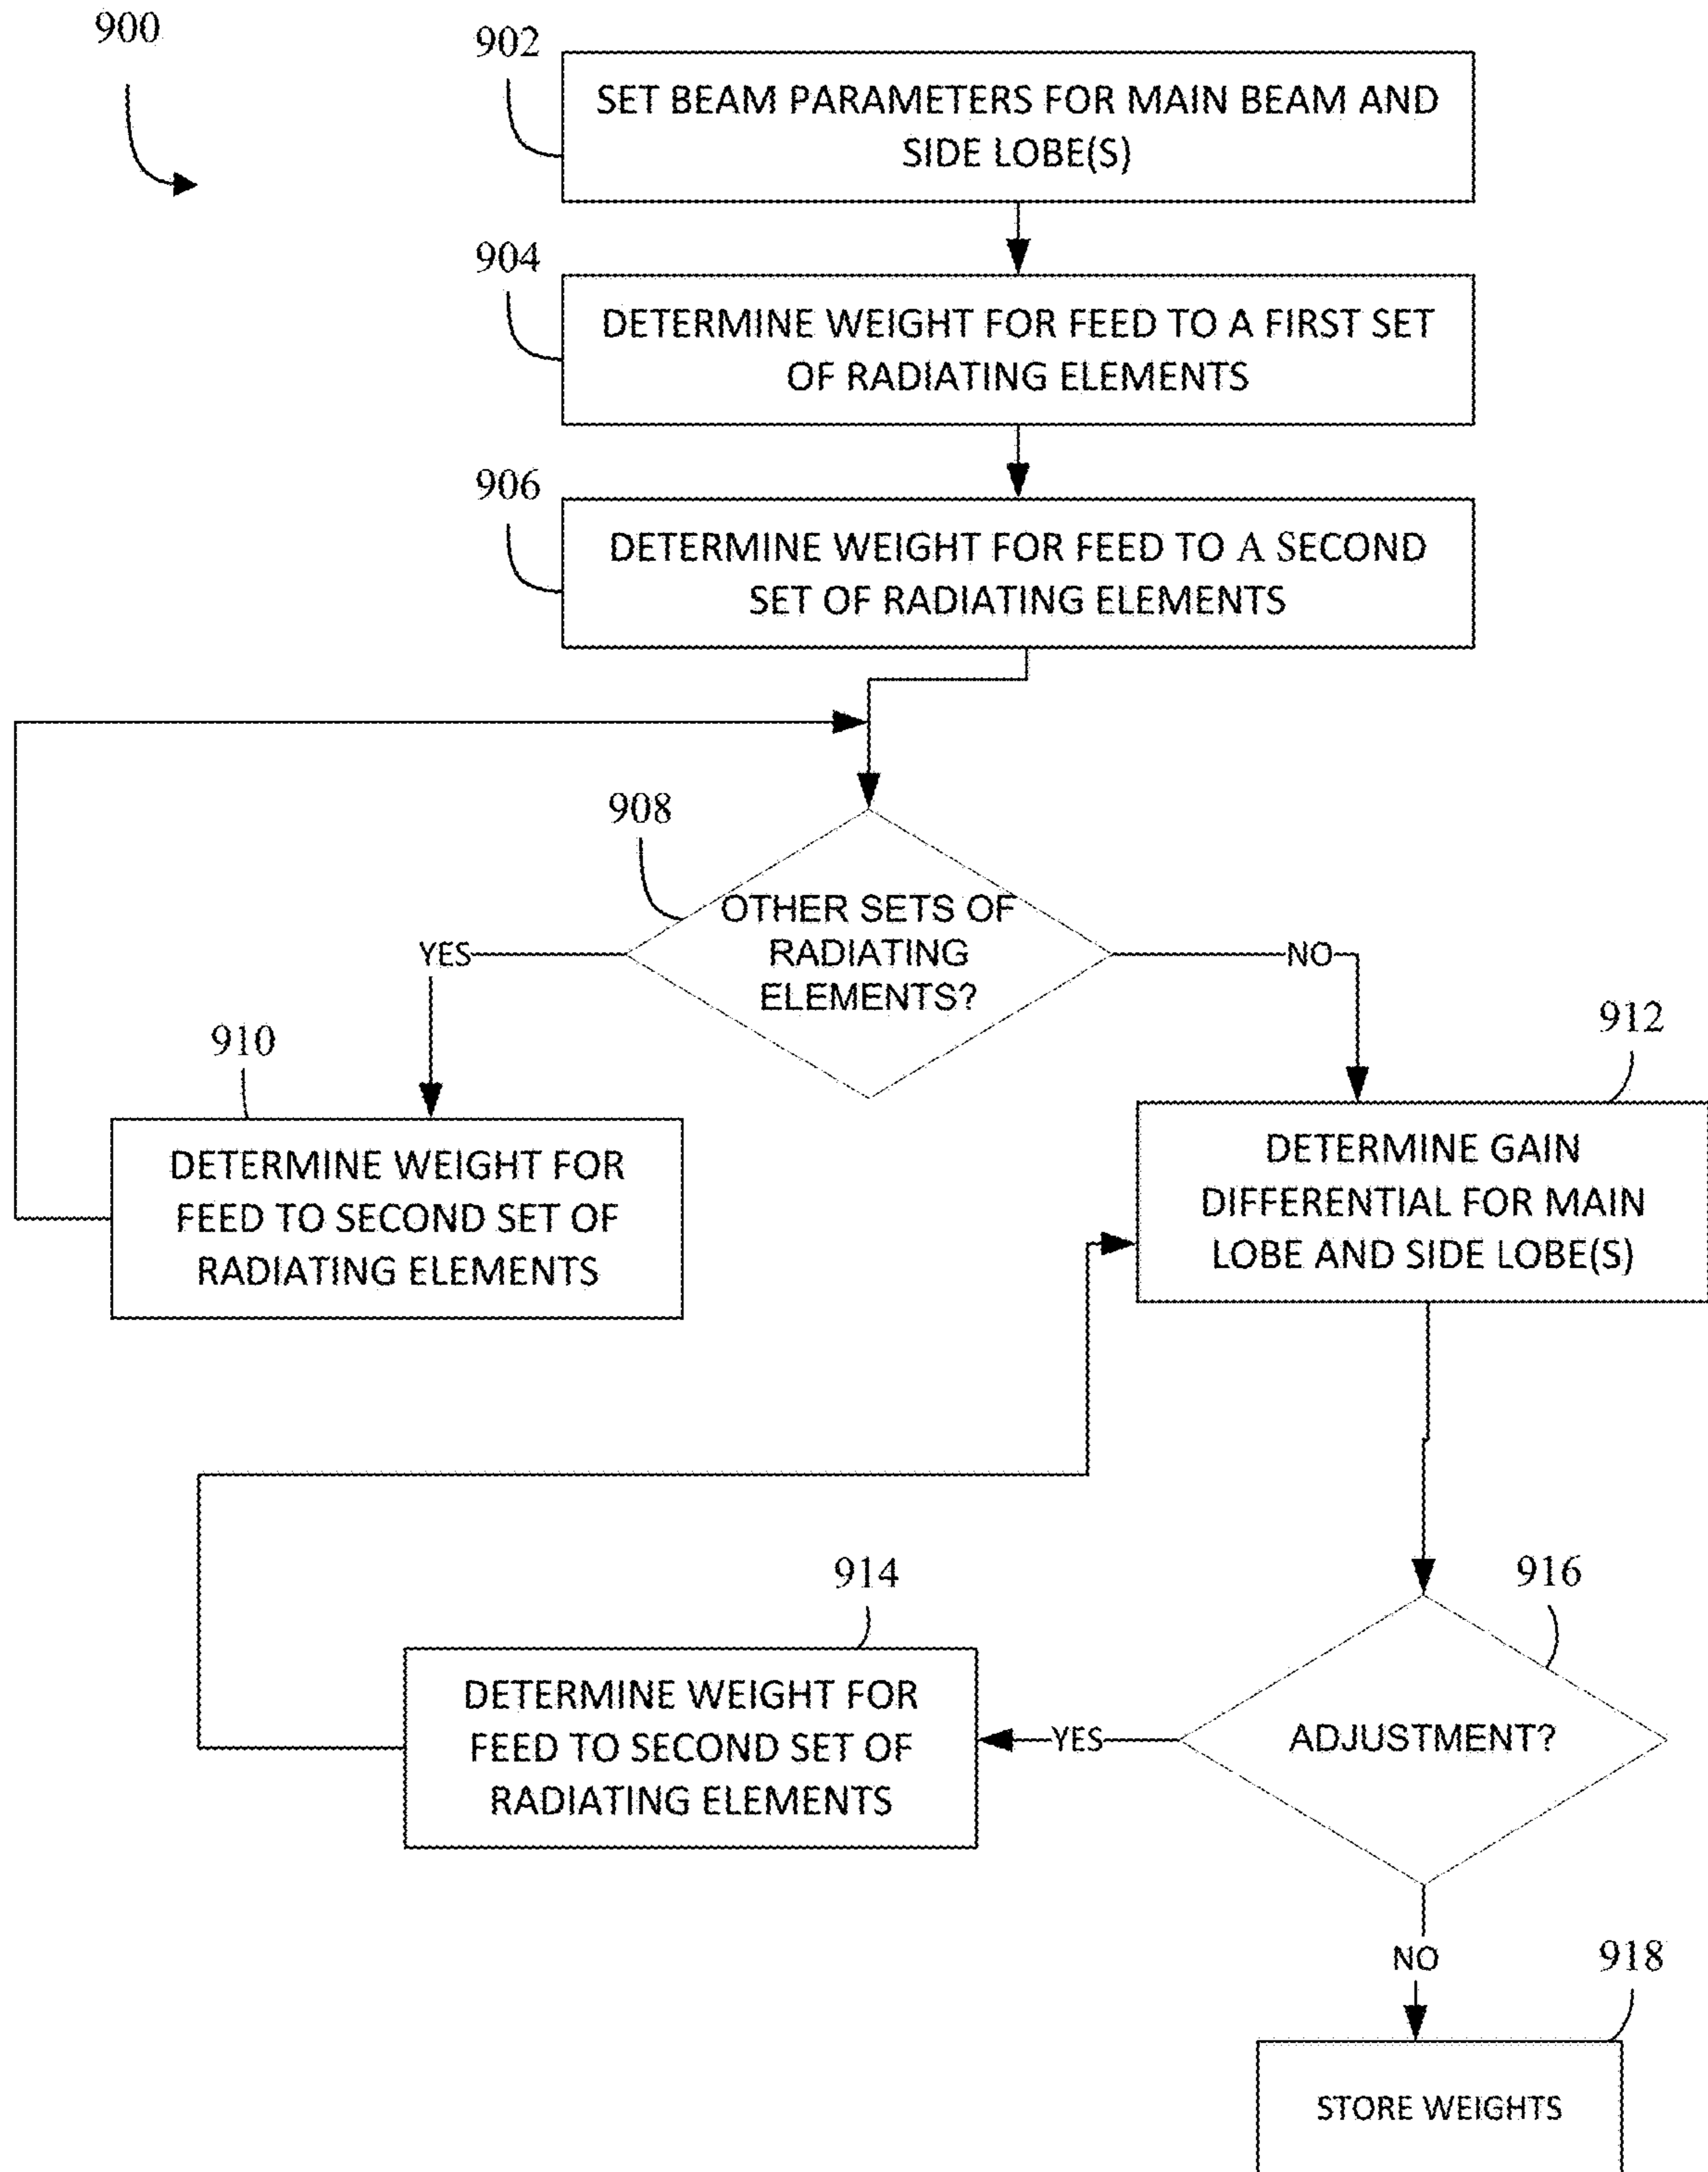 900
902
SET BEAM PARAMETERS FOR MAIN BEAM AND
SIDE LOBE(S)
904
DETERMINE WEIGHT FOR FEED TO A FIRST SET
OF RADIATING ELEMENTS
906
DETERMINE WEIGHT FOR FEED TO A SECOND
SET OF RADIATING ELEMENTS
908
OTHER SETS OF
RADIATING
ELEMENTS?
YES
NO
910
DETERMINE WEIGHT FOR
FEED TO SECOND SET OF
RADIATING ELEMENTS
912
DETERMINE GAIN
DIFFERENTIAL FOR MAIN
LOBE AND SIDE LOBE(S)
914
DETERMINE WEIGHT FOR
FEED TO SECOND SET OF
RADIATING ELEMENTS
916
ADJUSTMENT?
YES
NO
918
STORE WEIGHTS